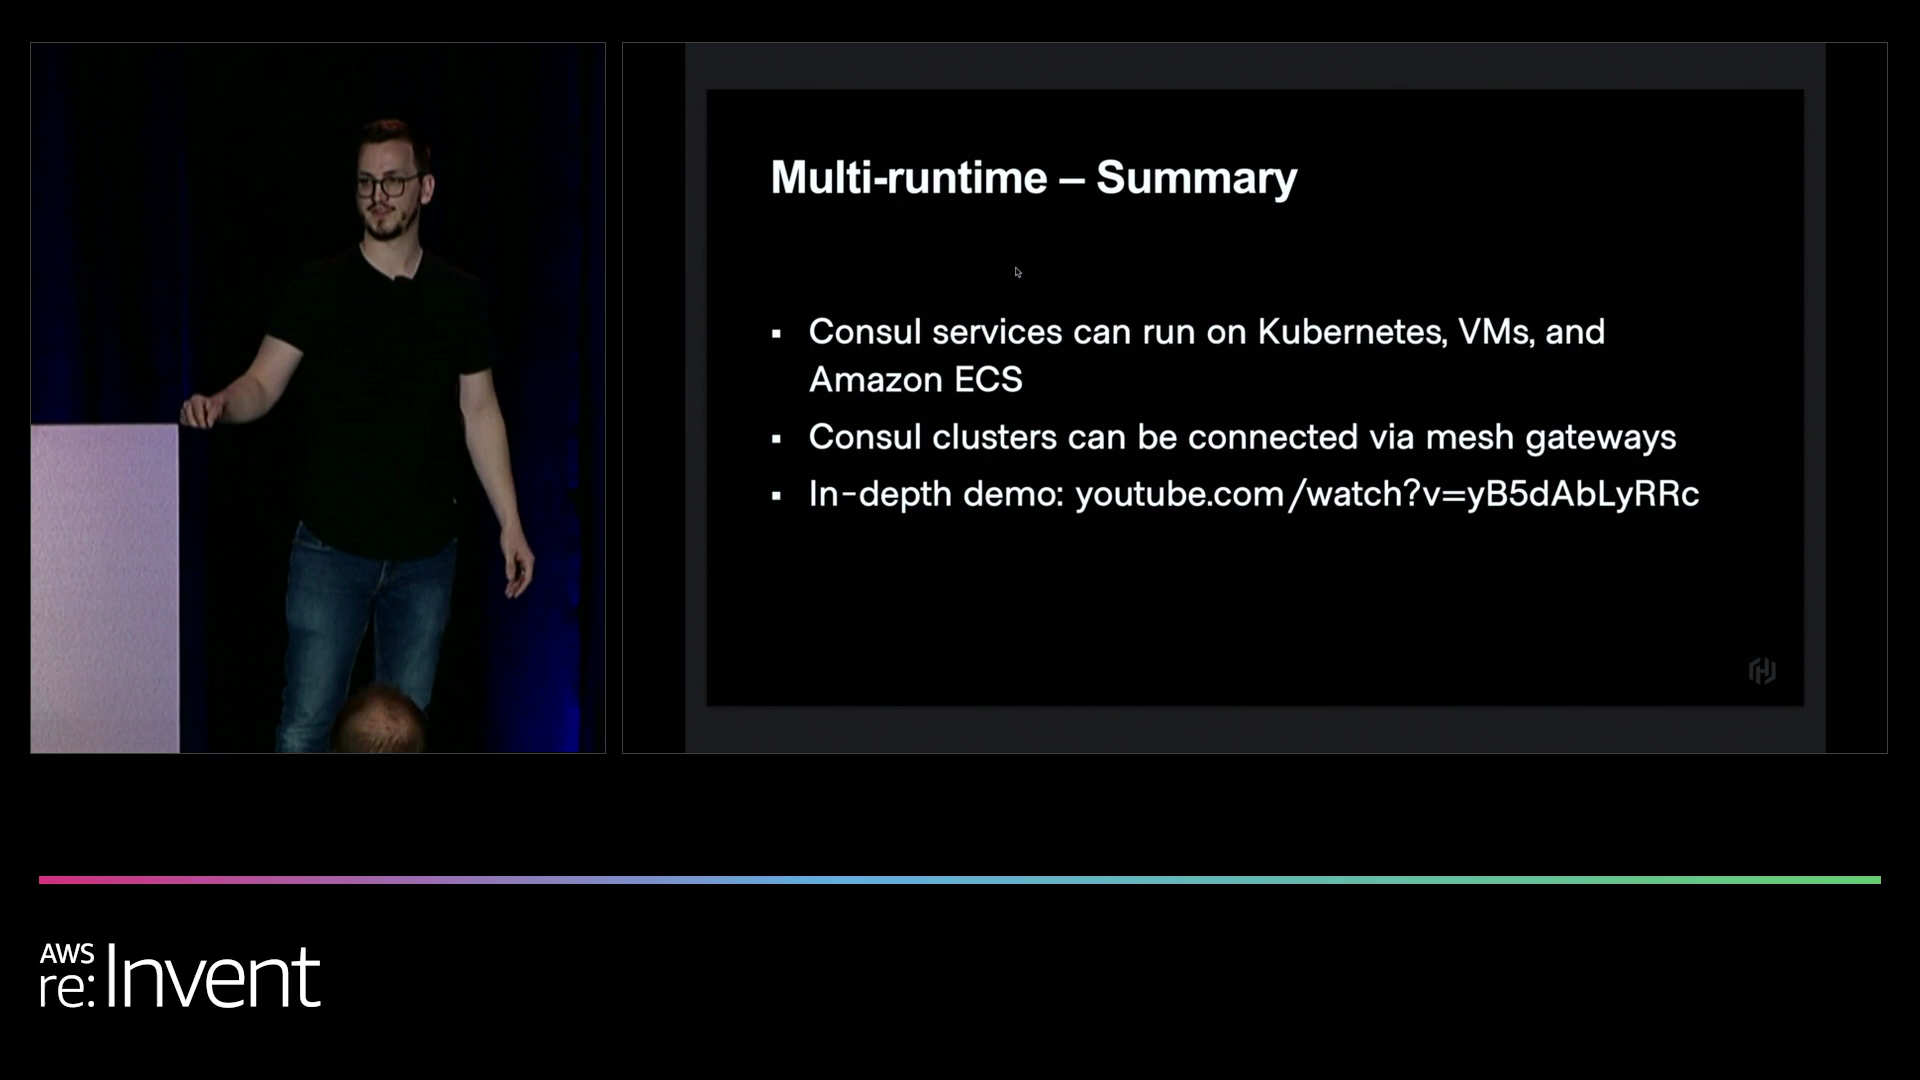 Multi-runtime – Summary
▪ Consul services can run on Kubernetes, VMs, and
Amazon ECS
▪ Consul clusters can be connected via mesh gateways
▪ In-depth demo: youtube.com/watch?v=yB5dAbLyRRc
AWS
re:Invent